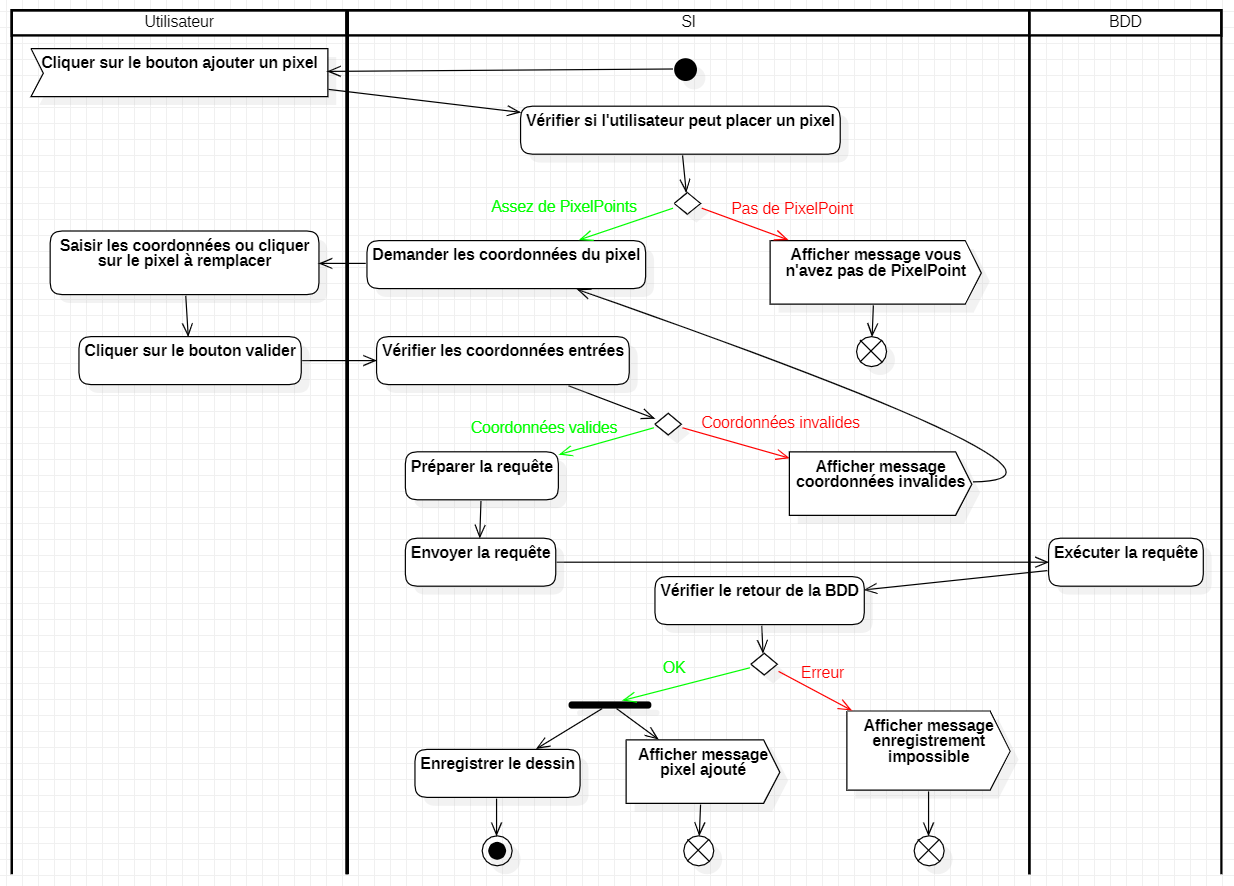 Utilisateur
SI
BDD
Cliquer sur le bouton ajouter un pixel
Vérifier si l'utilisateur peut placer un pixel
Assez de PixelPoints
Pas de PixelPoint
Saisir les coordonnées ou cliquer
sur le pixel à remplacer
Demander les coordonnées du pixel
Afficher message vous
n'avez pas de PixelPoint
Cliquer sur le bouton valider
Vérifier les coordonnées entrées
Coordonnées valides
Coordonnées invalides
Préparer la requête
Afficher message
coordonnées invalides
Envoyer la requête
Exécuter la requête
Vérifier le retour de la BDD
OK
Erreur
Enregistrer le dessin
Afficher message
pixel ajouté
Afficher message
enregistrement
impossible